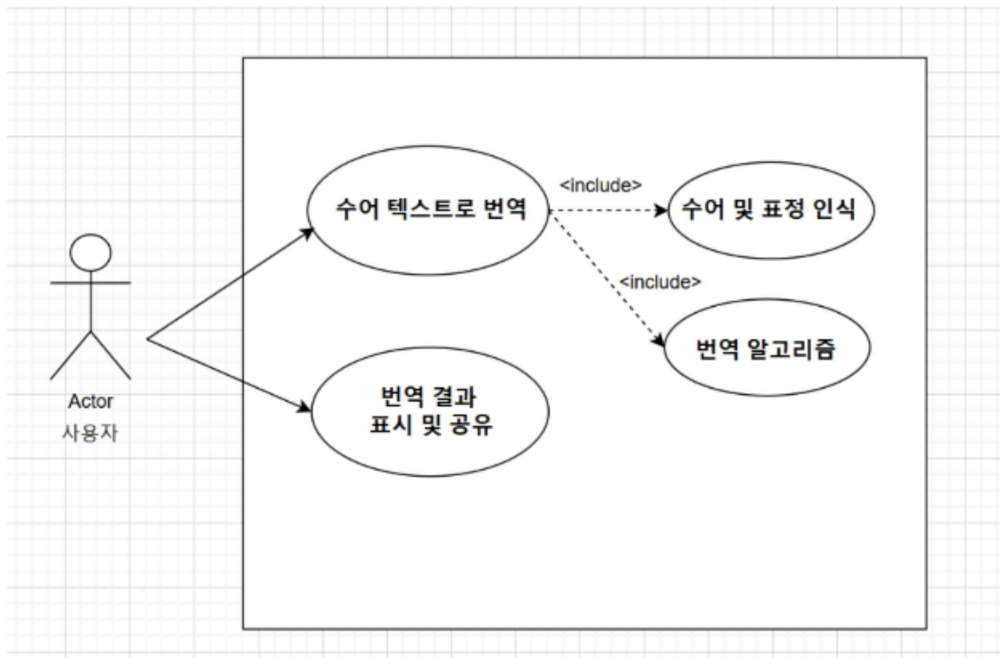 수어 텍스트로 번역
<include>
수어 및 표정 인식
<include>
번역 알고리즘
번역 결과
표시 및 공유
Actor
사용자